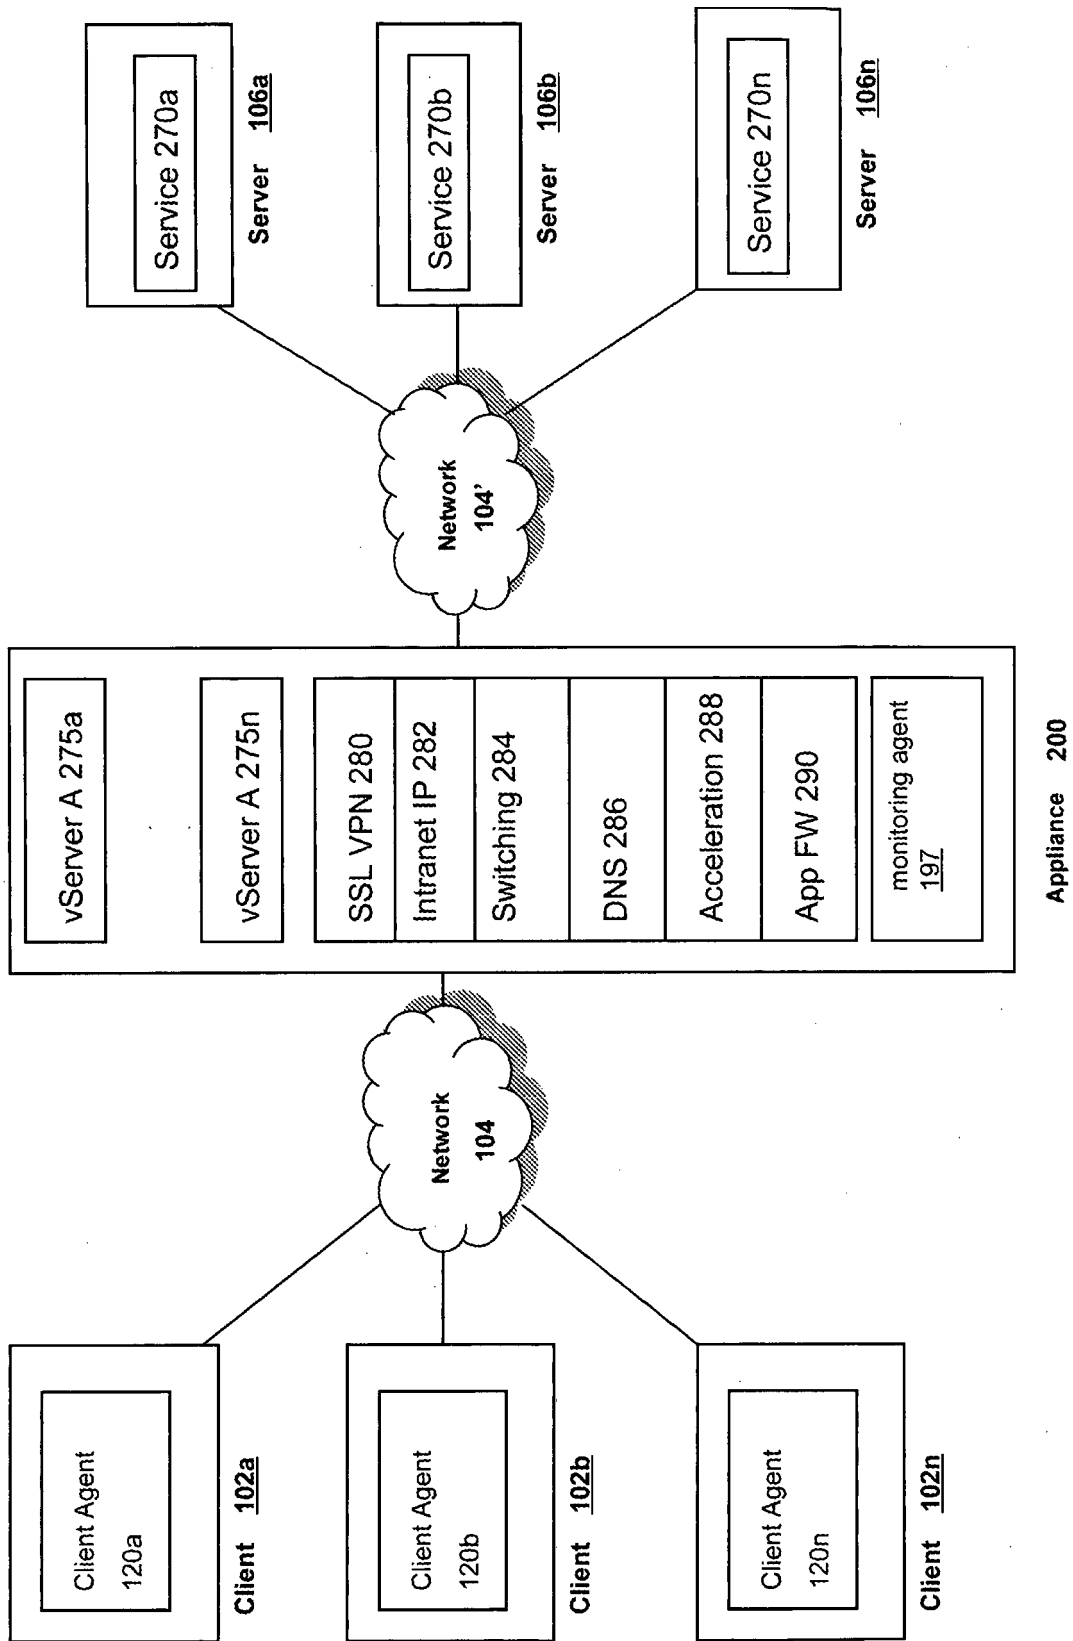 Client Agent
120a
Client 102a
Client Agent
120b
Client 102b
Client Agent
120n
Client 102n
Network
104
vServer A 275a
vServer A 275n
SSL VPN 280
Intranet IP 282
Switching 284
DNS 286
Acceleration 288
App FW 290
monitoring agent
197
Appliance 200
Network
104'
Service 270a
Server 106a
Service 270b
Server 106b
Service 270n
Server 106n